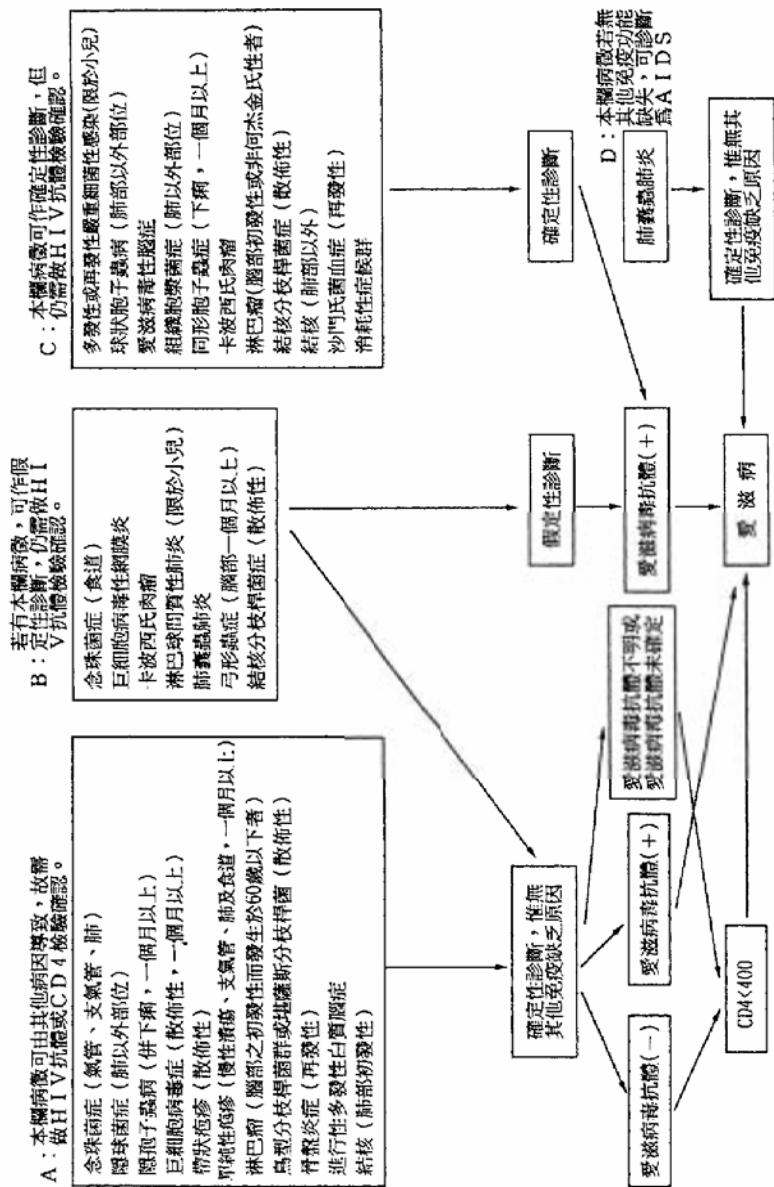 A：本欄病徵可由其他病因導致，故需
做HIV抗體或CD4檢驗確認。
念珠菌症（氣管、支氣管、肺）
隱球菌症（肺以外部位）
隱孢子蟲病（併下痢，一個月以上）
巨細胞病毒症（散佈性，一個月以上）
帶狀疱疹（散佈性）
單純性疱疹（慢性潰瘍、支氣管、肺及食道，一個月以上）
淋巴瘤（腦部之初發性而發生於60歲以下者）
鳥型分枝桿菌群或堪薩斯分枝桿菌（散佈性）
骨盤炎症（再發性）
進行性多發性白質腦症
結核（肺部初發性）
確定性診斷，惟無
其他免疫缺乏原因
愛滋病毒抗體(－)
愛滋病毒抗體(＋)
愛滋病毒抗體不明或
愛滋病毒抗體未確定
CD4<400
若有本欄病徵，可作假
B：定性診斷，仍需做HI
V抗體檢驗確認。
念珠菌症（食道）
巨細胞病毒性網膜炎
卡波西氏肉瘤
淋巴球間質性肺炎（限於小兒）
肺囊蟲肺炎
弓形蟲症（腦部一個月以上）
結核分枝桿菌症（散佈性）
假定性診斷
愛滋病毒抗體(＋)
愛滋病
C：本欄病徵可作確定性診斷，但
仍需做HIV抗體檢驗確認。
多發性或再發性嚴重細菌性感染（限於小兒）
球狀胞子蟲病（肺部以外部位）
愛滋病毒性腦症
組織胞漿菌症（肺以外部位）
同形胞子蟲症（下痢，一個月以上）
卡波西氏肉瘤
淋巴瘤（腦部初發性或非何杰金氏性者）
結核分枝桿菌症（散佈性）
結核（肺部以外）
沙門氏菌血症（再發性）
消耗性症候群
確定性診斷
D：本欄病徵若無
其他免疫功能
缺失，可診斷
為AIDS
肺囊蟲肺炎
確定性診斷，惟無其
他免疫缺乏原因